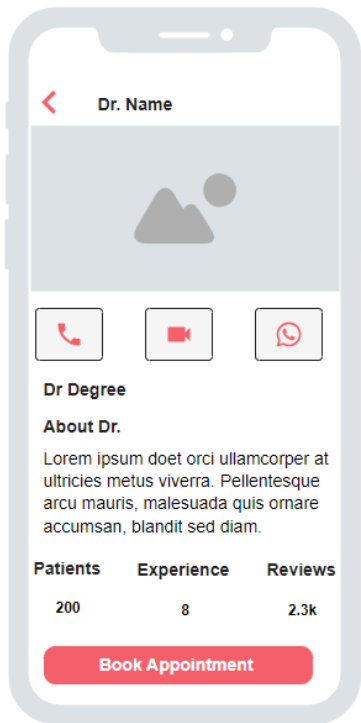 Dr. Name
Dr Degree
About Dr.
Lorem ipsum doet orci ullamcorper at
ultricies metus viverra. Pellentesque
arcu mauris, malesuada quis ornare
accumsan, blandit sed diam.
Patients Experience Reviews
200 8 2.3k
Book Appointment